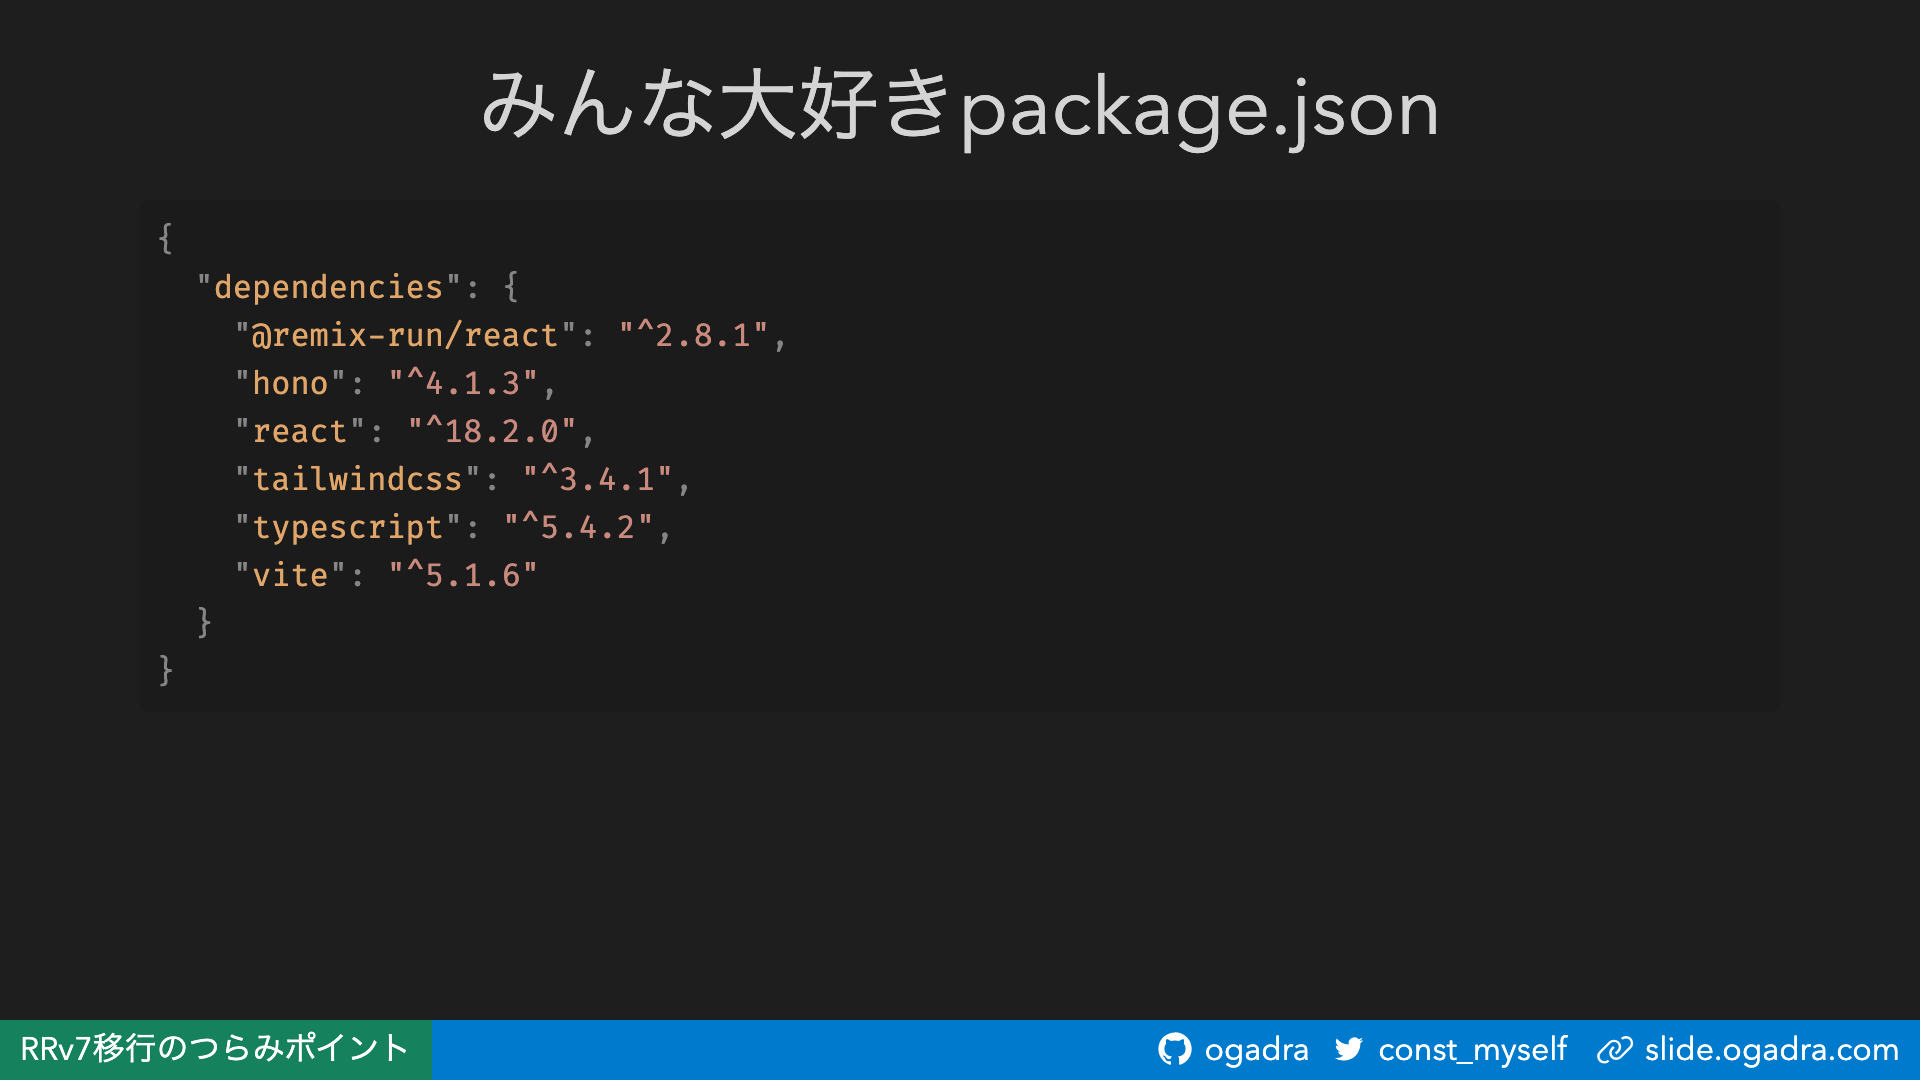 みんな大好きpackage.json
{
  "dependencies": {
    "@remix-run/react": "^2.8.1",
    "hono": "^4.1.3",
    "react": "^18.2.0",
    "tailwindcss": "^3.4.1",
    "typescript": "^5.4.2",
    "vite": "^5.1.6"
  }
}
RRv7移行のつらみポイント
ogadra const_myself slide.ogadra.com